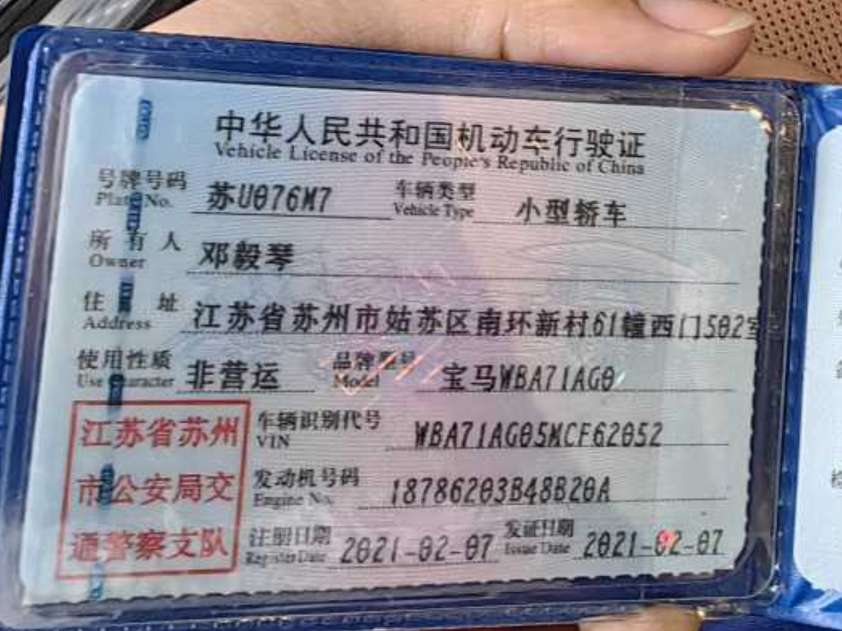 中华人民共和国机动车行驶证
Vehicle License of the People's Republic of China
号牌号码 苏U076M7 车辆类型 小型轿车
Plate No. Vehicle Type
所有人 邓毅琴
Owner
住址 江苏省苏州市姑苏区南环新村61幢西门502室
Address
使用性质 非营运 品牌型号 宝马WBA71AG0
Use Character Model
江苏省苏州
市公安局交
通警察支队
车辆识别代号 WBA71AG05MCF62052
VIN
发动机号码 18786203B48B20A
Engine No.
注册日期 2021-02-07 发证日期 2021-02-07
Register Date Issue Date